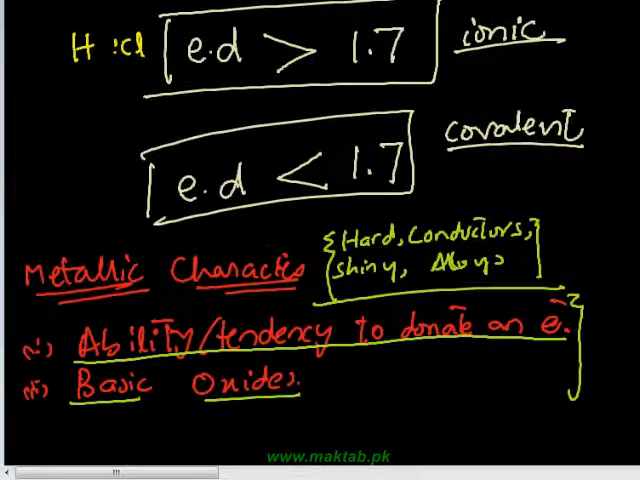 H :Cl e.d > 1.7 ionic
e.d < 1.7 covalent
Metallic Character {Hard, Conductors,
shiny, Alloys}
(i) Ability/tendency to donate an e̅.
(ii) Basic Oxides.
www.maktab.pk